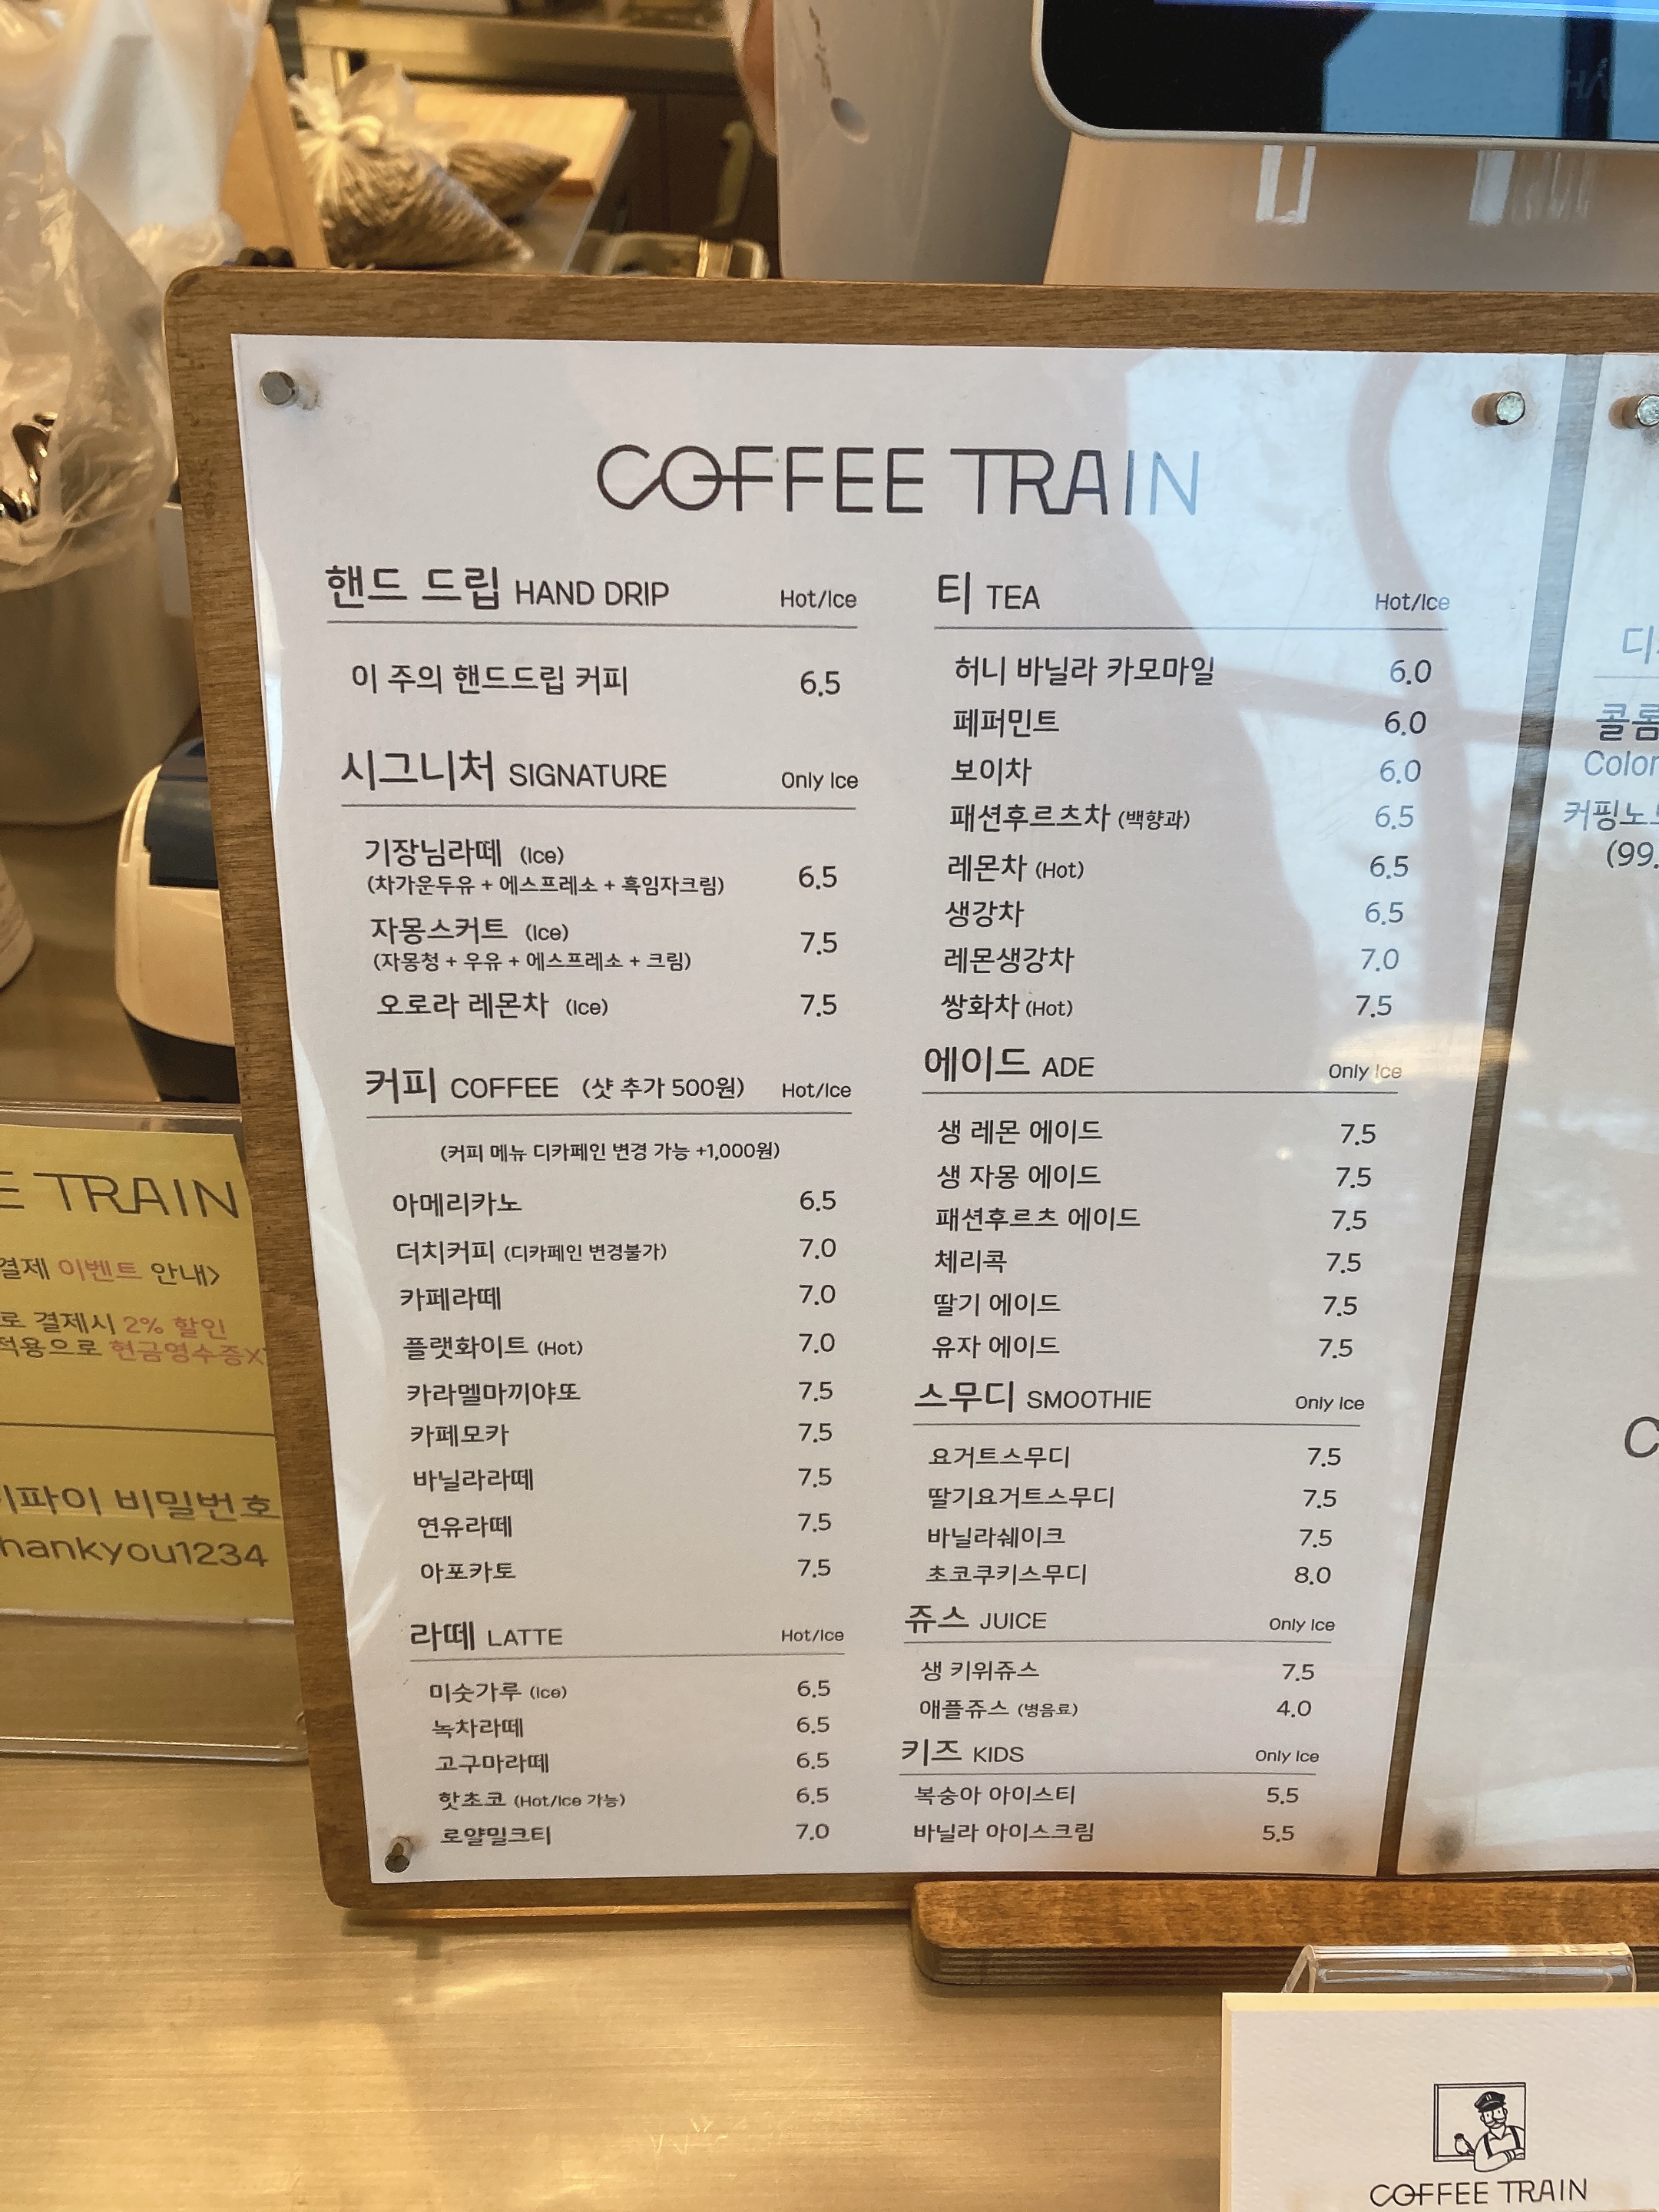 COFFEE TRAIN
핸드 드립 HAND DRIP Hot/Ice
이 주의 핸드드립 커피 6.5
시그니처 SIGNATURE Only Ice
기장님라떼 (Ice)
(차가운두유 + 에스프레소 + 흑임자크림) 6.5
자몽스커트 (Ice)
(자몽청 + 우유 + 에스프레소 + 크림) 7.5
오로라 레몬차 (Ice) 7.5
커피 COFFEE (샷 추가 500원) Hot/Ice
(커피 메뉴 디카페인 변경 가능 +1,000원)
아메리카노 6.5
더치커피 (디카페인 변경불가) 7.0
카페라떼 7.0
플랫화이트 (Hot) 7.0
카라멜마끼야또 7.5
카페모카 7.5
바닐라라떼 7.5
연유라떼 7.5
아포카토 7.5
라떼 LATTE Hot/Ice
미숫가루 (Ice) 6.5
녹차라떼 6.5
고구마라떼 6.5
핫초코 (Hot/Ice 가능) 6.5
로얄밀크티 7.0
티 TEA Hot/Ice
허니 바닐라 카모마일 6.0
페퍼민트 6.0
보이차 6.0
패션후르츠차 (백향과) 6.5
레몬차 (Hot) 6.5
생강차 6.5
레몬생강차 7.0
쌍화차 (Hot) 7.5
에이드 ADE Only Ice
생 레몬 에이드 7.5
생 자몽 에이드 7.5
패션후르츠 에이드 7.5
체리콕 7.5
딸기 에이드 7.5
유자 에이드 7.5
스무디 SMOOTHIE Only Ice
요거트스무디 7.5
딸기요거트스무디 7.5
바닐라쉐이크 7.5
초코쿠키스무디 8.0
쥬스 JUICE Only Ice
생 키위쥬스 7.5
애플쥬스 (병음료) 4.0
키즈 KIDS Only Ice
복숭아 아이스티 5.5
바닐라 아이스크림 5.5
E TRAIN
결제 이벤트 안내>
로 결제시 2% 할인
적용으로 현금영수증X
이파이 비밀번호
hankyou1234
디
콜롬
Color
커핑노트
(99.
C
COFFEE TRAIN